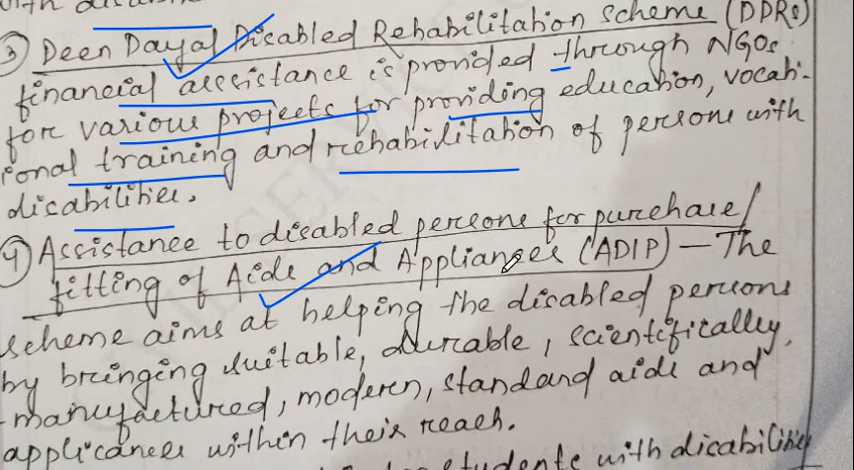 with disabi
③ Deen Dayal Disabled Rehabilitation Scheme (DDRS)
financial assistance is provided through NGOs
for various projects for providing education, vocati-
ional training and rehabilitation of persons with
disabilities.
④ Assistance to disabled persons for purchase/
fitting of Aids and Appliances (ADIP) — The
scheme aims at helping the disabled persons
by bringing suitable, durable, scientifically,
manufactured, modern, standard aids and
appliances within their reach.
students with disabilities